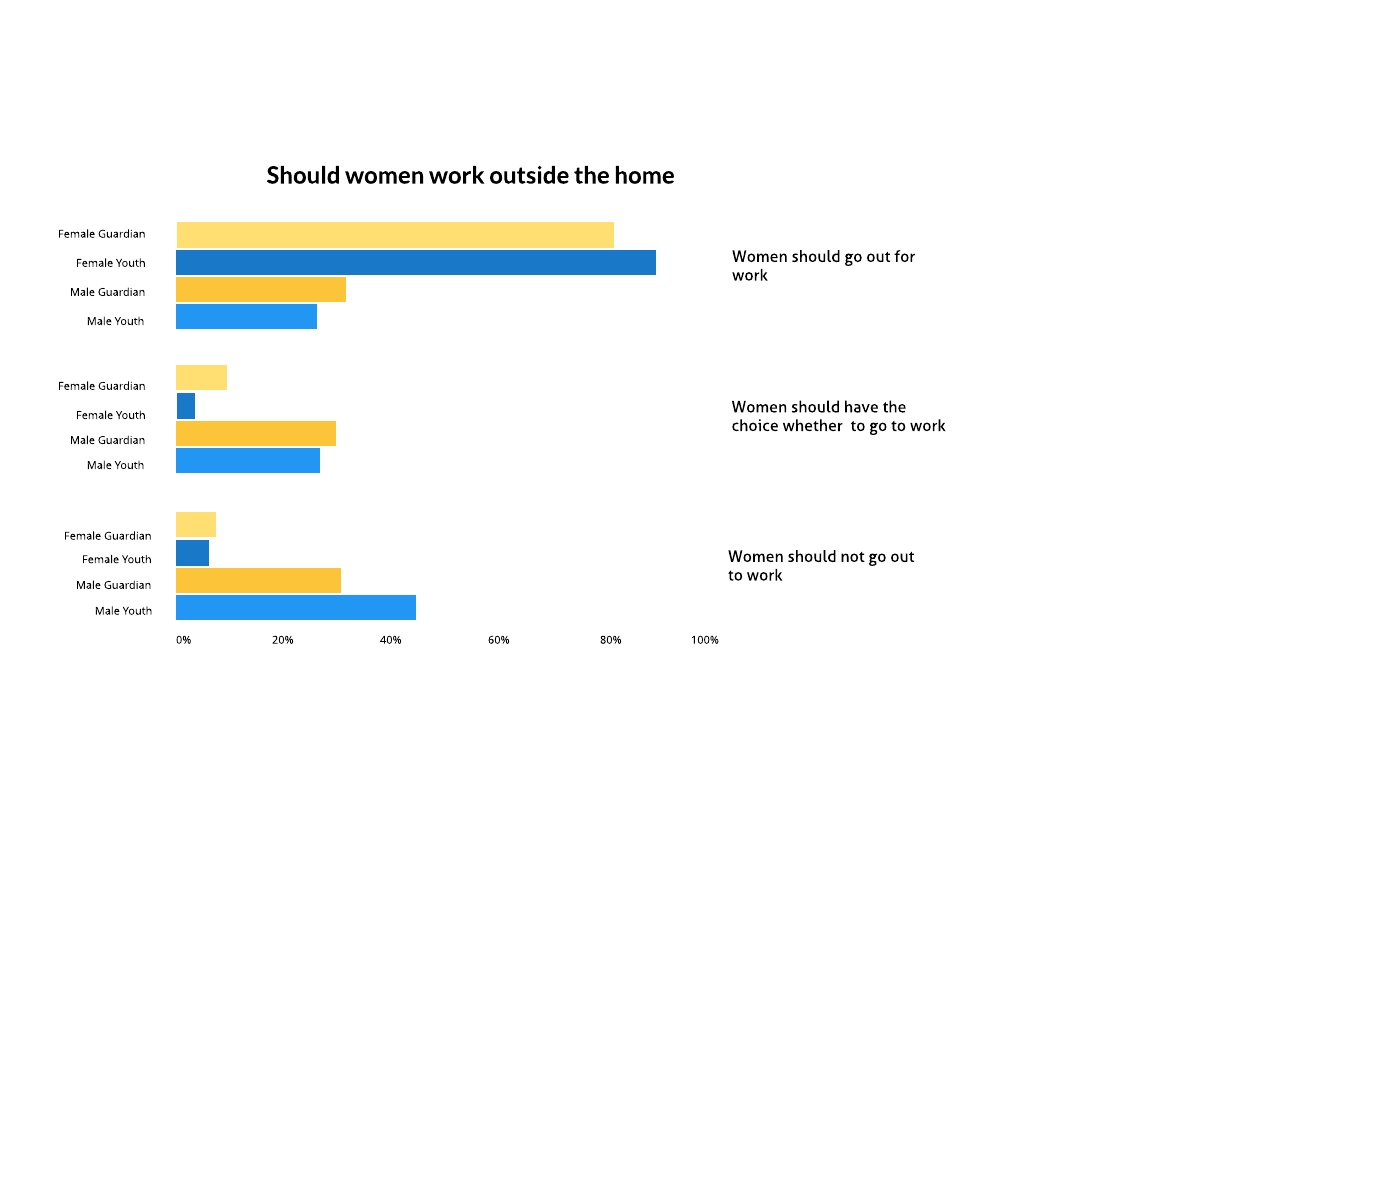 Should women work outside the home
Female Guardian
Female Youth
Male Guardian
Male Youth
Women should go out for
work
Female Guardian
Female Youth
Male Guardian
Male Youth
Women should have the
choice whether  to go to work
Female Guardian
Female Youth
Male Guardian
Male Youth
Women should not go out
to work
0% 20% 40% 60% 80% 100%